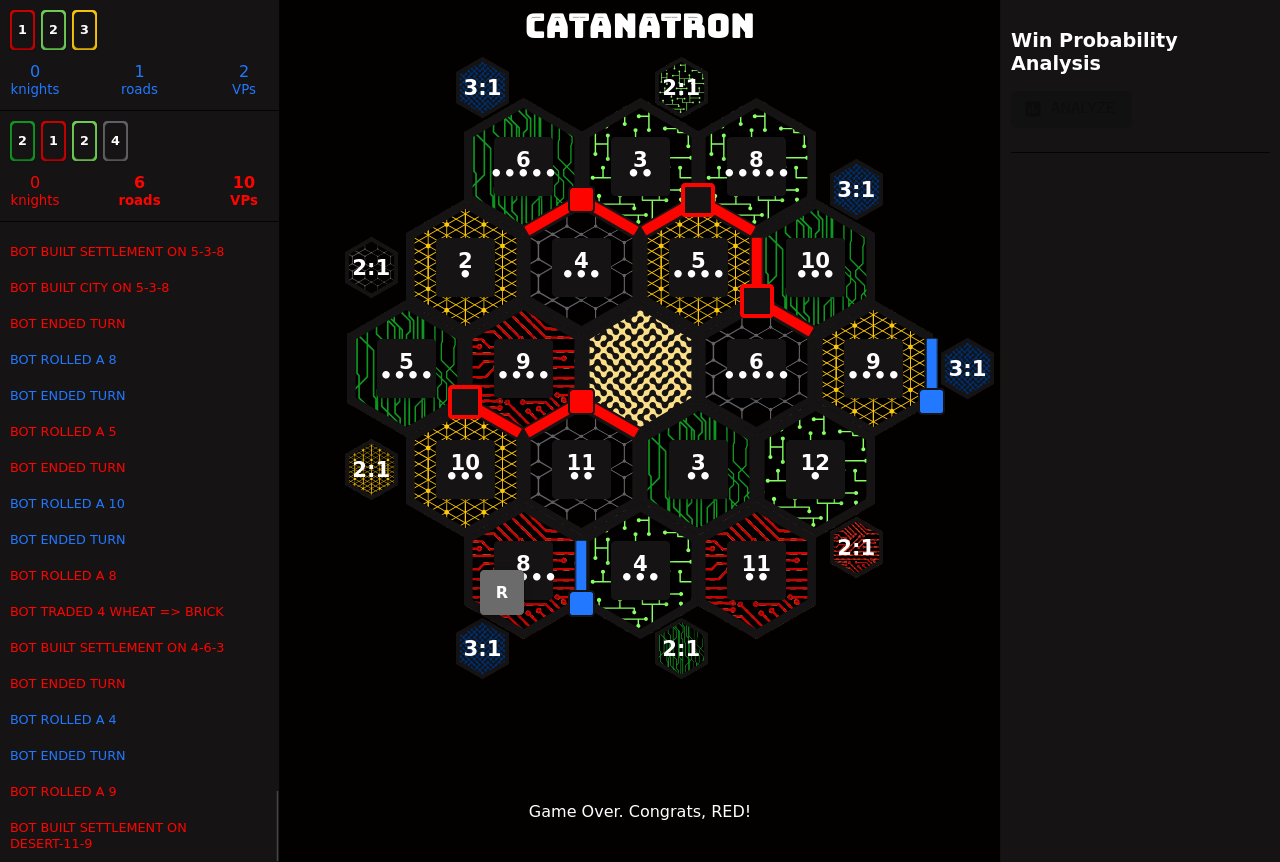 CATANATRON
1 2 3
0 1 2
knights roads VPs
2 1 2 4
0 6 10
knights roads VPs
BOT BUILT SETTLEMENT ON 5-3-8
BOT BUILT CITY ON 5-3-8
BOT ENDED TURN
BOT ROLLED A 8
BOT ENDED TURN
BOT ROLLED A 5
BOT ENDED TURN
BOT ROLLED A 10
BOT ENDED TURN
BOT ROLLED A 8
BOT TRADED 4 WHEAT => BRICK
BOT BUILT SETTLEMENT ON 4-6-3
BOT ENDED TURN
BOT ROLLED A 4
BOT ENDED TURN
BOT ROLLED A 9
BOT BUILT SETTLEMENT ON
DESERT-11-9
3:1 2:1
6 3 8
3:1
2 4 5 10
2:1
5 9 6 9
3:1
10 11 3 12
2:1
8 4 11
2:1
R
3:1 2:1
Game Over. Congrats, RED!
Win Probability
Analysis
ANALYZE